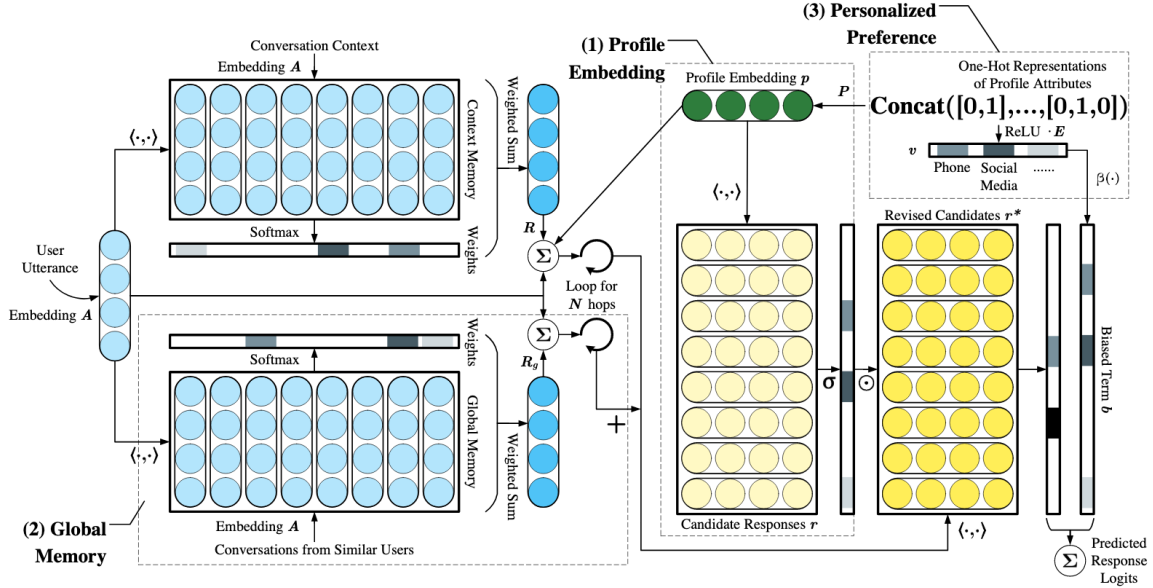 (3) Personalized
Preference
(1) Profile
Embedding
Conversation Context
Embedding A
⟨·,·⟩
Context Memory
Weighted Sum
Softmax
Weights
R
Σ
Loop for
N hops
User
Utterance
Embedding A
Weights
Softmax
Σ
R_g
Global Memory
Weighted Sum
⟨·,·⟩
+
(2) Global
Memory
Embedding A
Conversations from Similar Users
Profile Embedding p
P
One-Hot Representations
of Profile Attributes
Concat([0,1],...,[0,1,0])
ReLU · E
v
Phone Social ......
Media
β(·)
⟨·,·⟩
Revised Candidates r*
σ
⊙
Biased Term b
Candidate Responses r
⟨·,·⟩
Σ
Predicted
Response
Logits